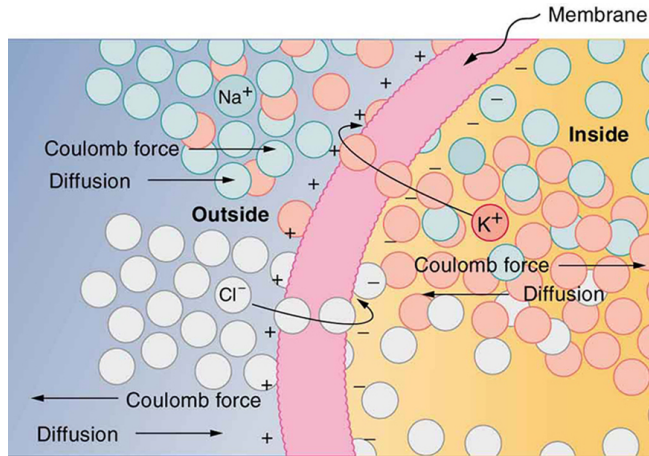 Membrane
Na⁺
Inside
Coulomb force
Diffusion
Outside
K⁺
Coulomb force
Diffusion
Cl⁻
Coulomb force
Diffusion
+ + + + + + + + + +
− − − − − − − − − −